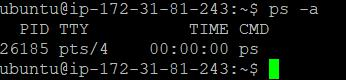 ubuntu@ip-172-31-81-243:~$ ps -a
  PID TTY          TIME CMD
26185 pts/4    00:00:00 ps
ubuntu@ip-172-31-81-243:~$